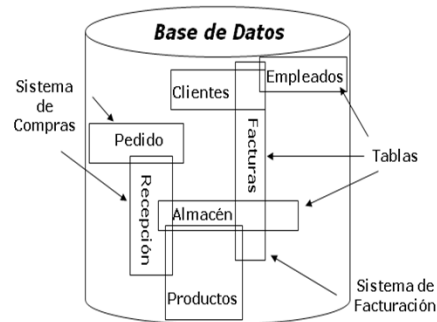 Base de Datos
Empleados
Clientes
Sistema
de
Compras
Pedido
Facturas
Tablas
Recepción
Almacén
Productos
Sistema de
Facturación